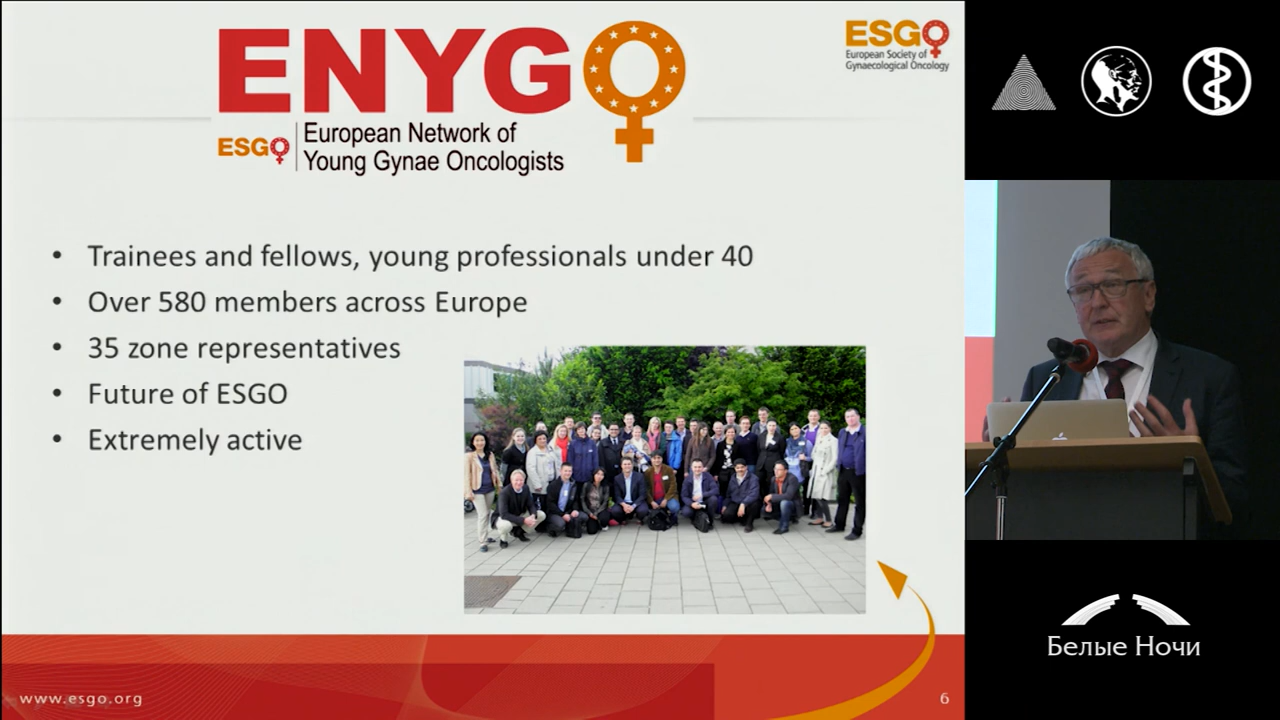 ENYGO
ESGO
European Network of
Young Gynae Oncologists
ESGO
European Society of
Gynaecological Oncology
• Trainees and fellows, young professionals under 40
• Over 580 members across Europe
• 35 zone representatives
• Future of ESGO
• Extremely active
www.esgo.org
6
Белые Ночи